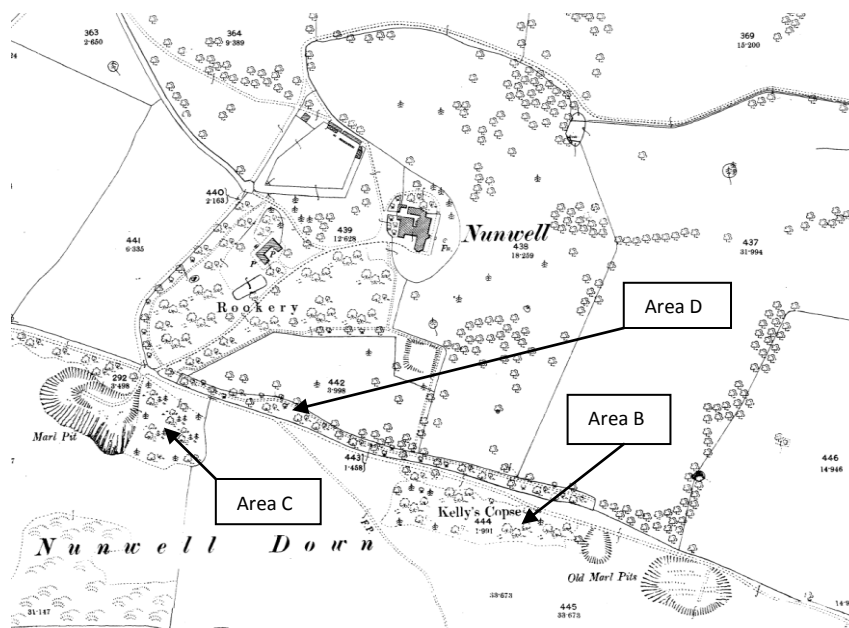 363
2·650
364
9·389
369
15·200
440
2·163
441
6·335
439
12·628
Nunwell
438
18·259
437
31·994
P
P
Rookery
Area D
292
3·498
442
3·998
Marl Pit
Area B
446
14·946
443
1·458
Area C
Kelly's Copse
444
1·991
F.P.
Nunwell Down
Old Marl Pits
31·147
33·673
445
33·673